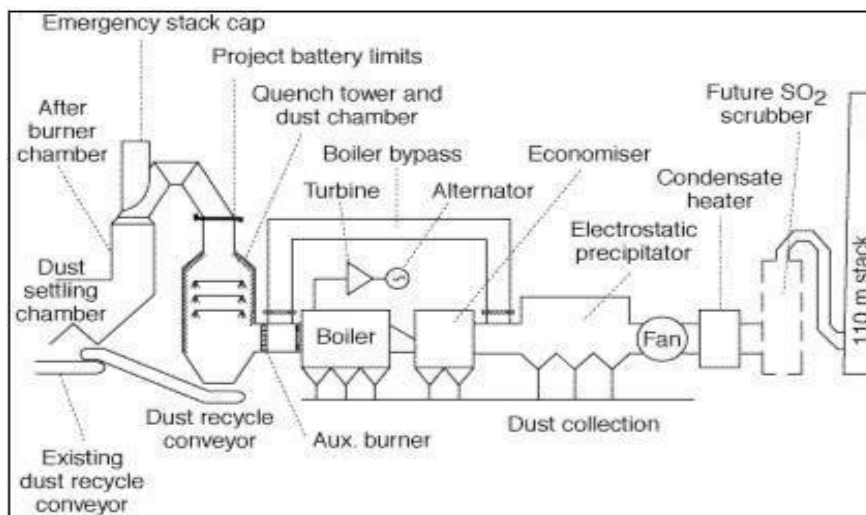 Emergency stack cap
Project battery limits
Quench tower and
dust chamber
Future SO2
scrubber
After
burner
chamber
Boiler bypass
Economiser
Condensate
heater
Turbine
Alternator
Electrostatic
precipitator
Dust
settling
chamber
110 m stack
Boiler
Fan
Dust recycle
conveyor
Aux. burner
Dust collection
Existing
dust recycle
conveyor